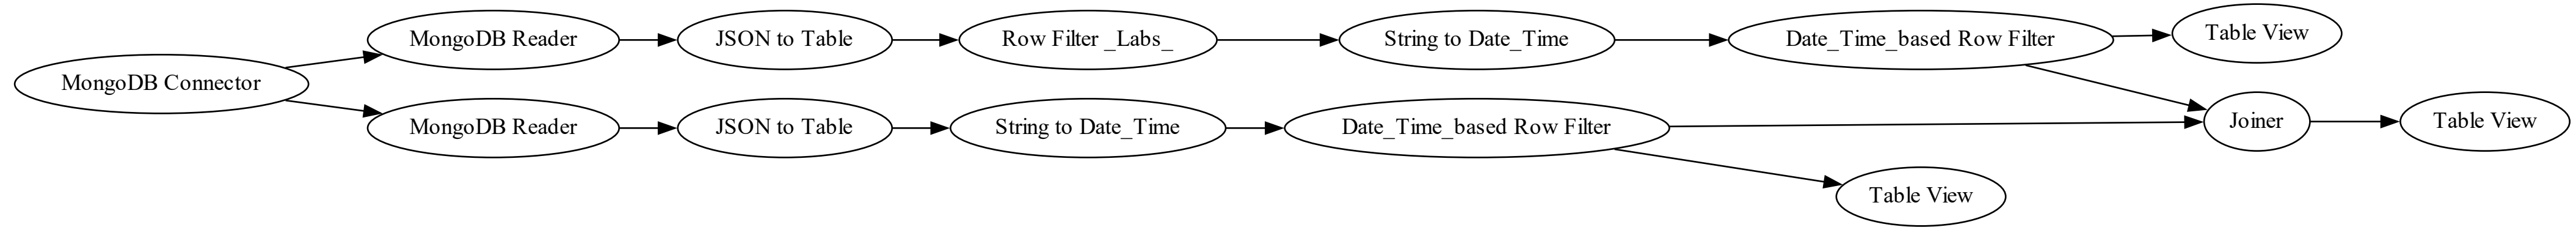 MongoDB Connector
MongoDB Reader
JSON to Table
Row Filter _Labs_
String to Date_Time
Date_Time_based Row Filter
Table View
MongoDB Reader
JSON to Table
String to Date_Time
Date_Time_based Row Filter
Joiner
Table View
Table View